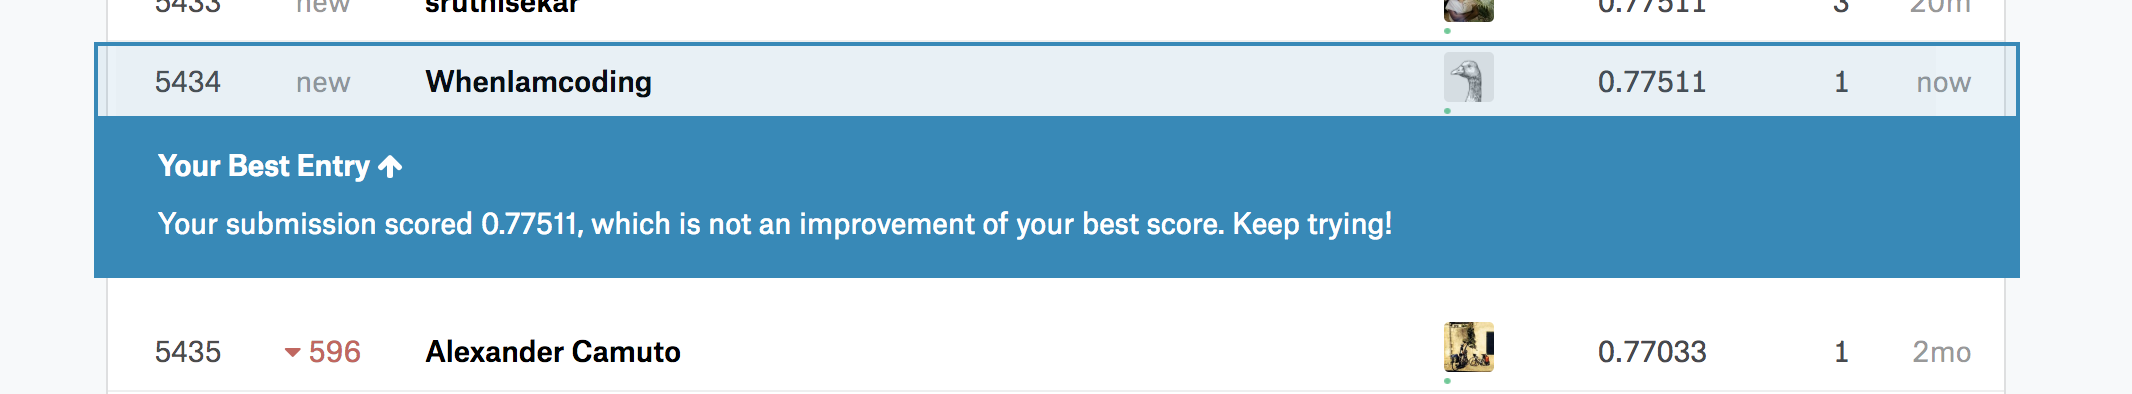 5433 new sruthisekar 0.77511 3 20m
5434 new WhenIamcoding 0.77511 1 now
Your Best Entry
Your submission scored 0.77511, which is not an improvement of your best score. Keep trying!
5435 596 Alexander Camuto 0.77033 1 2mo